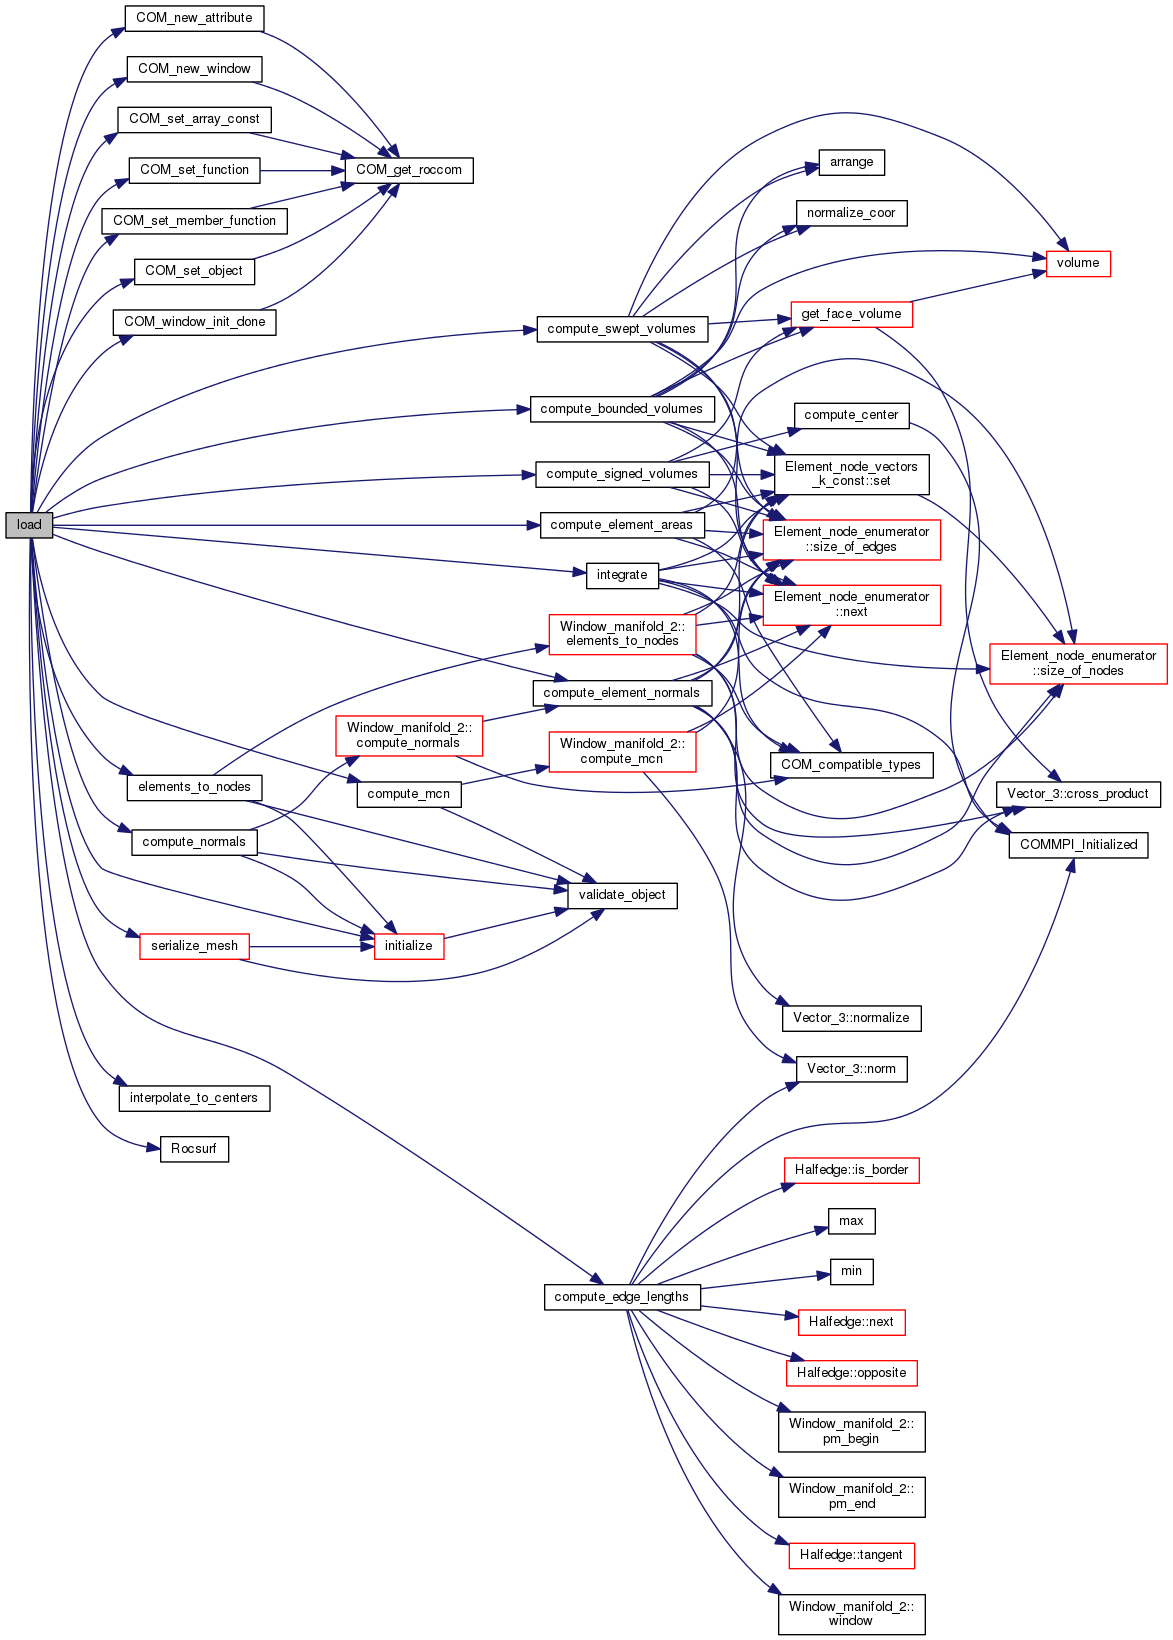 COM_new_attribute
COM_new_window
COM_set_array_const
COM_set_function
COM_set_member_function
COM_set_object
COM_window_init_done
COM_get_roccom
load
compute_swept_volumes
compute_bounded_volumes
compute_signed_volumes
compute_element_areas
integrate
Window_manifold_2::
elements_to_nodes
compute_element_normals
Window_manifold_2::
compute_normals
Window_manifold_2::
compute_mcn
elements_to_nodes
compute_mcn
compute_normals
validate_object
serialize_mesh
initialize
interpolate_to_centers
Rocsurf
compute_edge_lengths
arrange
normalize_coor
volume
get_face_volume
compute_center
Element_node_vectors
_k_const::set
Element_node_enumerator
::size_of_edges
Element_node_enumerator
::next
Element_node_enumerator
::size_of_nodes
COM_compatible_types
Vector_3::cross_product
COMMPI_Initialized
Vector_3::normalize
Vector_3::norm
Halfedge::is_border
max
min
Halfedge::next
Halfedge::opposite
Window_manifold_2::
pm_begin
Window_manifold_2::
pm_end
Halfedge::tangent
Window_manifold_2::
window